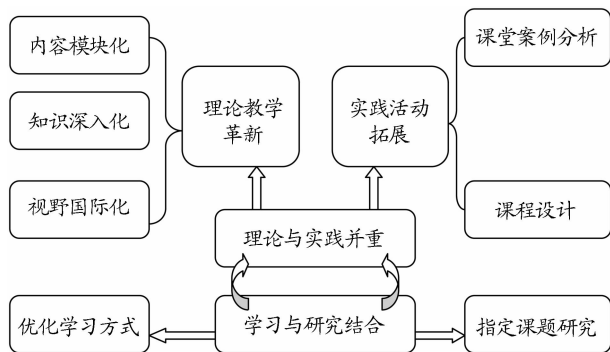 内容模块化
知识深入化
视野国际化
理论教学
革新
实践活动
拓展
课堂案例分析
课程设计
理论与实践并重
优化学习方式
学习与研究结合
指定课题研究